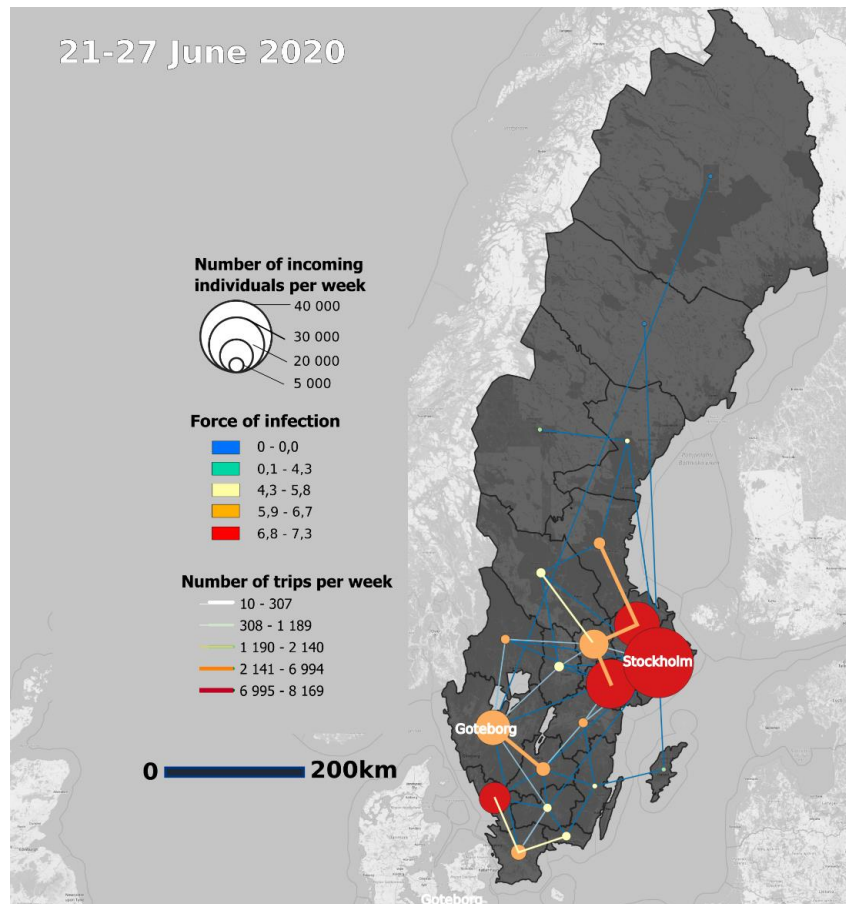 21-27 June 2020
Number of incoming
individuals per week
40 000
30 000
20 000
5 000
Force of infection
0 - 0,0
0,1 - 4,3
4,3 - 5,8
5,9 - 6,7
6,8 - 7,3
Number of trips per week
10 - 307
308 - 1 189
1 190 - 2 140
2 141 - 6 994
6 995 - 8 169
Stockholm
Goteborg
0 200km
Goteborg